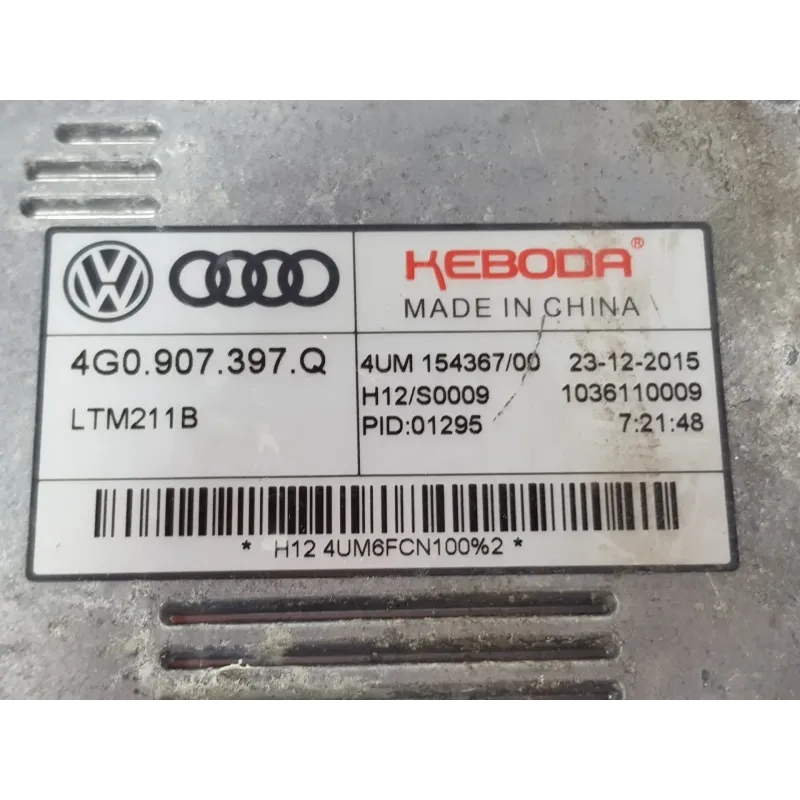 KEBODA®
MADE IN CHINA
4G0.907.397.Q
LTM211B
4UM 154367/00 23-12-2015
H12/S0009 1036110009
PID:01295 7:21:48
* H12 4UM6FCN100%2 *